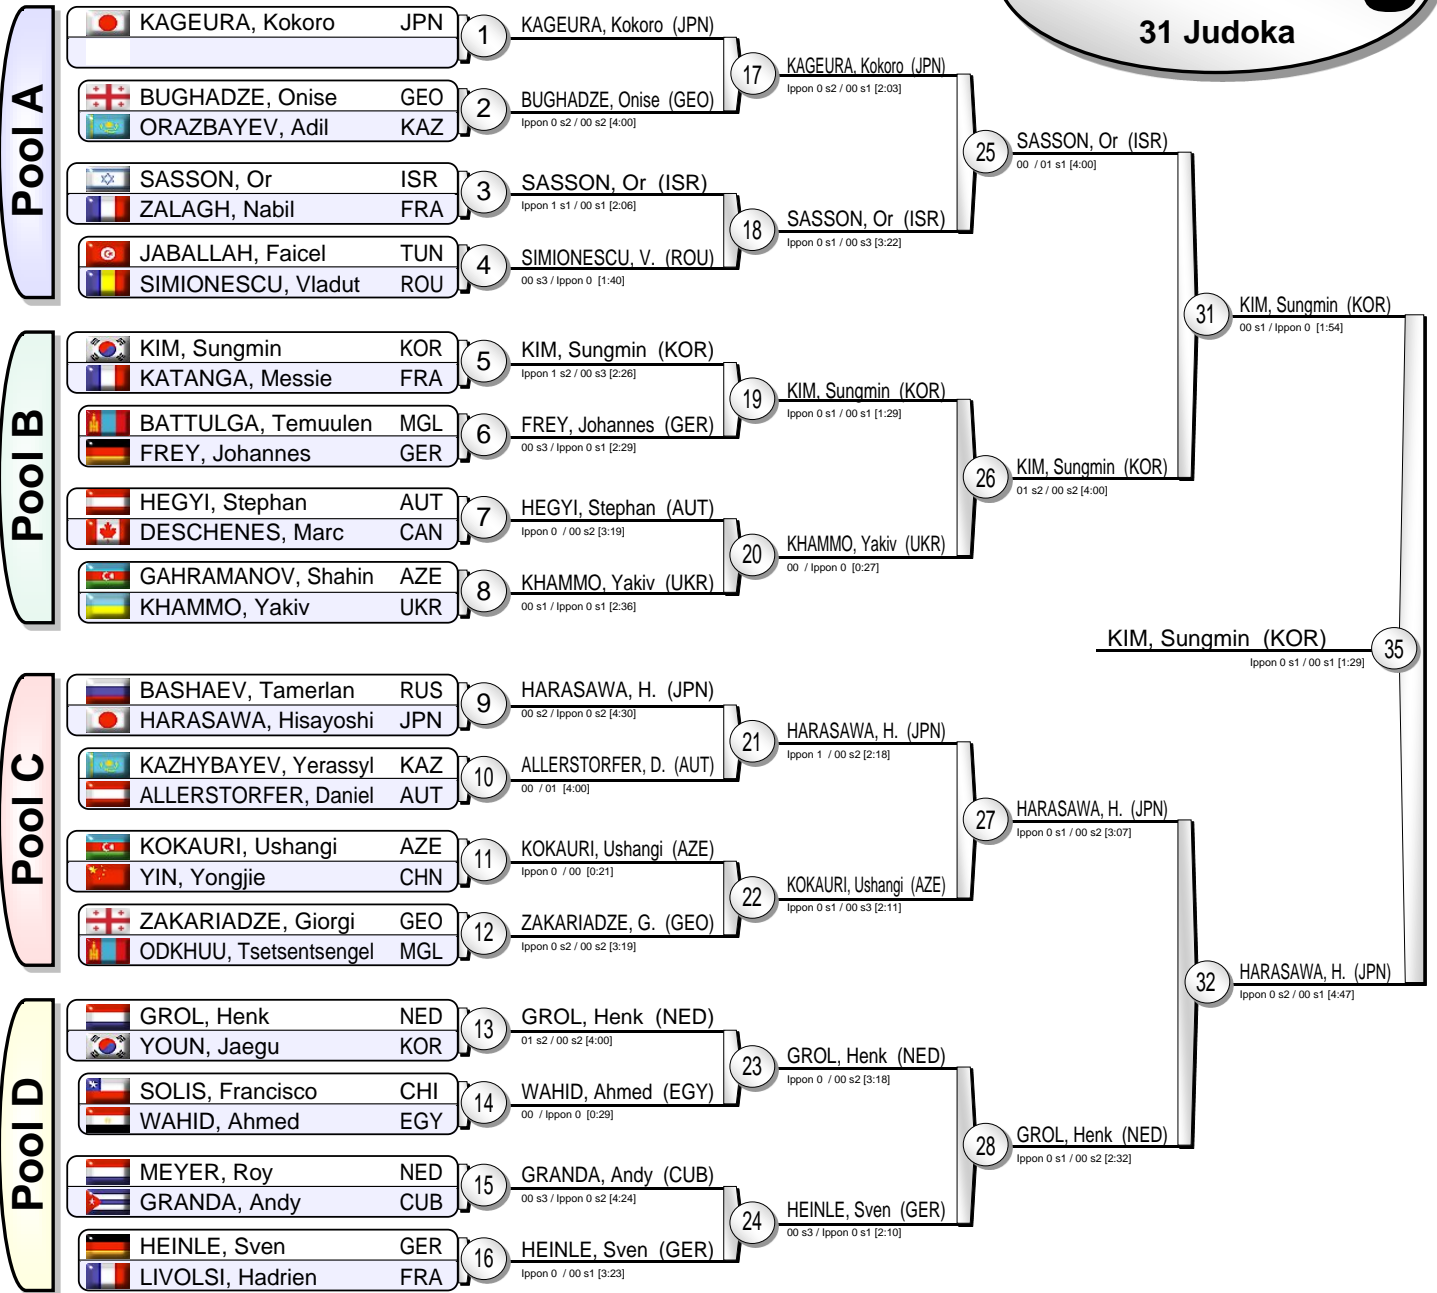 31 Judoka
Pool A
KAGEURA, Kokoro JPN
BUGHADZE, Onise GEO
ORAZBAYEV, Adil KAZ
SASSON, Or ISR
ZALAGH, Nabil FRA
JABALLAH, Faicel TUN
SIMIONESCU, Vladut ROU
Pool B
KIM, Sungmin KOR
KATANGA, Messie FRA
BATTULGA, Temuulen MGL
FREY, Johannes GER
HEGYI, Stephan AUT
DESCHENES, Marc CAN
GAHRAMANOV, Shahin AZE
KHAMMO, Yakiv UKR
Pool C
BASHAEV, Tamerlan RUS
HARASAWA, Hisayoshi JPN
KAZHYBAYEV, Yerassyl KAZ
ALLERSTORFER, Daniel AUT
KOKAURI, Ushangi AZE
YIN, Yongjie CHN
ZAKARIADZE, Giorgi GEO
ODKHUU, Tsetsentsengel MGL
Pool D
GROL, Henk NED
YOUN, Jaegu KOR
SOLIS, Francisco CHI
WAHID, Ahmed EGY
MEYER, Roy NED
GRANDA, Andy CUB
HEINLE, Sven GER
LIVOLSI, Hadrien FRA
1 KAGEURA, Kokoro (JPN)
2 BUGHADZE, Onise (GEO)
Ippon 0 s2 / 00 s2 [4:00]
3 SASSON, Or (ISR)
Ippon 1 s1 / 00 s1 [2:06]
4 SIMIONESCU, V. (ROU)
00 s3 / Ippon 0 [1:40]
5 KIM, Sungmin (KOR)
Ippon 1 s2 / 00 s3 [2:26]
6 FREY, Johannes (GER)
00 s3 / Ippon 0 s1 [2:29]
7 HEGYI, Stephan (AUT)
Ippon 0 / 00 s2 [3:19]
8 KHAMMO, Yakiv (UKR)
00 s1 / Ippon 0 s1 [2:36]
9 HARASAWA, H. (JPN)
00 s2 / Ippon 0 s2 [4:30]
10 ALLERSTORFER, D. (AUT)
00 / 01 [4:00]
11 KOKAURI, Ushangi (AZE)
Ippon 0 / 00 [0:21]
12 ZAKARIADZE, G. (GEO)
Ippon 0 s2 / 00 s2 [3:19]
13 GROL, Henk (NED)
01 s2 / 00 s2 [4:00]
14 WAHID, Ahmed (EGY)
00 / Ippon 0 [0:29]
15 GRANDA, Andy (CUB)
00 s3 / Ippon 0 s2 [4:24]
16 HEINLE, Sven (GER)
Ippon 0 / 00 s1 [3:23]
17 KAGEURA, Kokoro (JPN)
Ippon 0 s2 / 00 s1 [2:03]
18 SASSON, Or (ISR)
Ippon 0 s1 / 00 s3 [3:22]
19 KIM, Sungmin (KOR)
Ippon 0 s1 / 00 s1 [1:29]
20 KHAMMO, Yakiv (UKR)
00 / Ippon 0 [0:27]
21 HARASAWA, H. (JPN)
Ippon 1 / 00 s2 [2:18]
22 KOKAURI, Ushangi (AZE)
Ippon 0 s1 / 00 s3 [2:11]
23 GROL, Henk (NED)
Ippon 0 / 00 s2 [3:18]
24 HEINLE, Sven (GER)
00 s3 / Ippon 0 s1 [2:10]
25 SASSON, Or (ISR)
00 / 01 s1 [4:00]
26 KIM, Sungmin (KOR)
01 s2 / 00 s2 [4:00]
27 HARASAWA, H. (JPN)
Ippon 0 s1 / 00 s2 [3:07]
28 GROL, Henk (NED)
Ippon 0 s1 / 00 s2 [2:32]
31 KIM, Sungmin (KOR)
00 s1 / Ippon 0 [1:54]
32 HARASAWA, H. (JPN)
Ippon 0 s2 / 00 s1 [4:47]
KIM, Sungmin (KOR) 35
Ippon 0 s1 / 00 s1 [1:29]